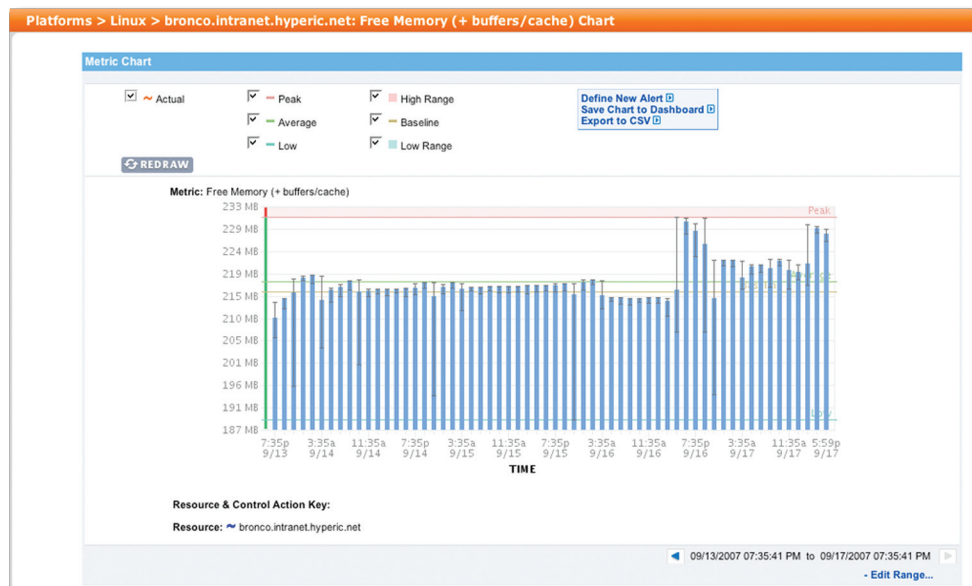 Platforms > Linux > bronco.intranet.hyperic.net: Free Memory (+ buffers/cache) Chart
Metric Chart
Actual
Peak
High Range
Average
Baseline
Low
Low Range
Define New Alert
Save Chart to Dashboard
Export to CSV
REDRAW
Metric: Free Memory (+ buffers/cache)
233 MB
229 MB
224 MB
219 MB
215 MB
210 MB
205 MB
201 MB
196 MB
191 MB
187 MB
Peak
Average
Low
7:35p 3:35a 11:35a 7:35p 3:35a 11:35a 7:35p 3:35a 11:35a 7:35p 3:35a 11:35a 5:59p
9/13 9/14 9/14 9/14 9/15 9/15 9/15 9/16 9/16 9/16 9/17 9/17 9/17
TIME
Resource & Control Action Key:
Resource: bronco.intranet.hyperic.net
09/13/2007 07:35:41 PM to 09/17/2007 07:35:41 PM
- Edit Range...